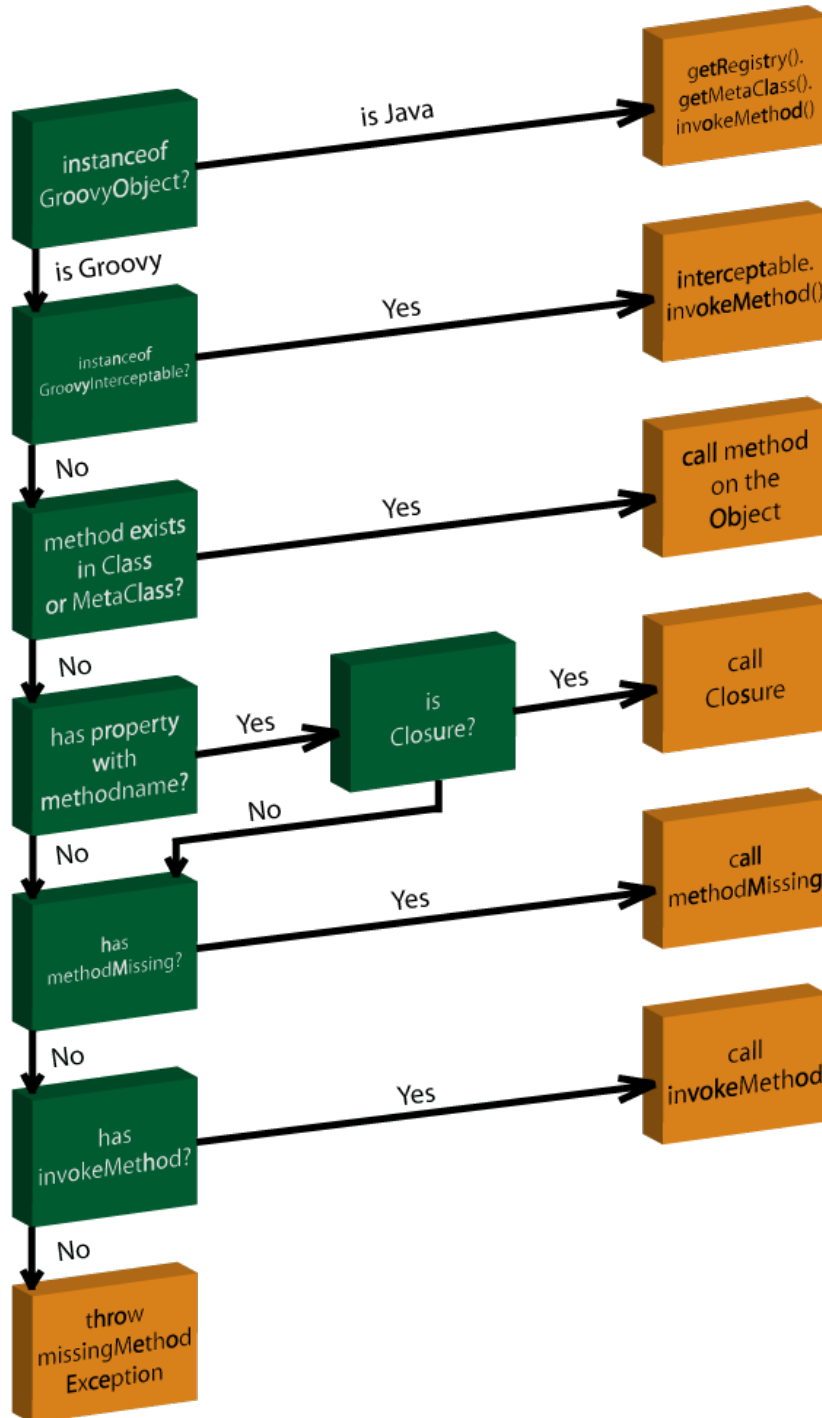 instanceof
GroovyObject?
is Java
getRegistry().
getMetaClass().
invokeMethod()
is Groovy
instanceof
GroovyInterceptable?
Yes
interceptable.
invokeMethod()
No
method exists
in Class
or MetaClass?
Yes
call method
on the
Object
No
has property
with
methodname?
Yes
is
Closure?
Yes
call
Closure
No
No
has
methodMissing?
Yes
call
methodMissing
No
has
invokeMethod?
Yes
call
invokeMethod
No
throw
missingMethod
Exception